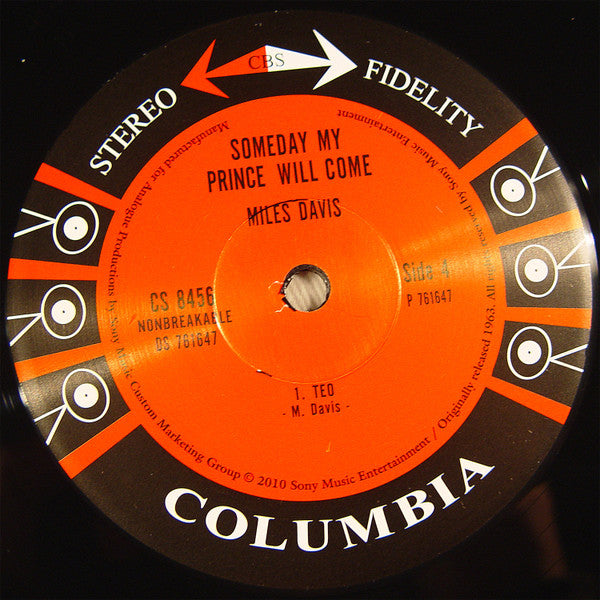 CBS
STEREO FIDELITY
SOMEDAY MY
PRINCE WILL COME
MILES DAVIS
CS 8456
NONBREAKABLE
DS 761647
Side 4
P 761647
1. TEO
- M. Davis -
Manufactured for Analogue Productions by Sony Music Custom Marketing Group © 2010 Sony Music Entertainment / Originally released 1963. All rights reserved by Sony Music Entertainment
COLUMBIA